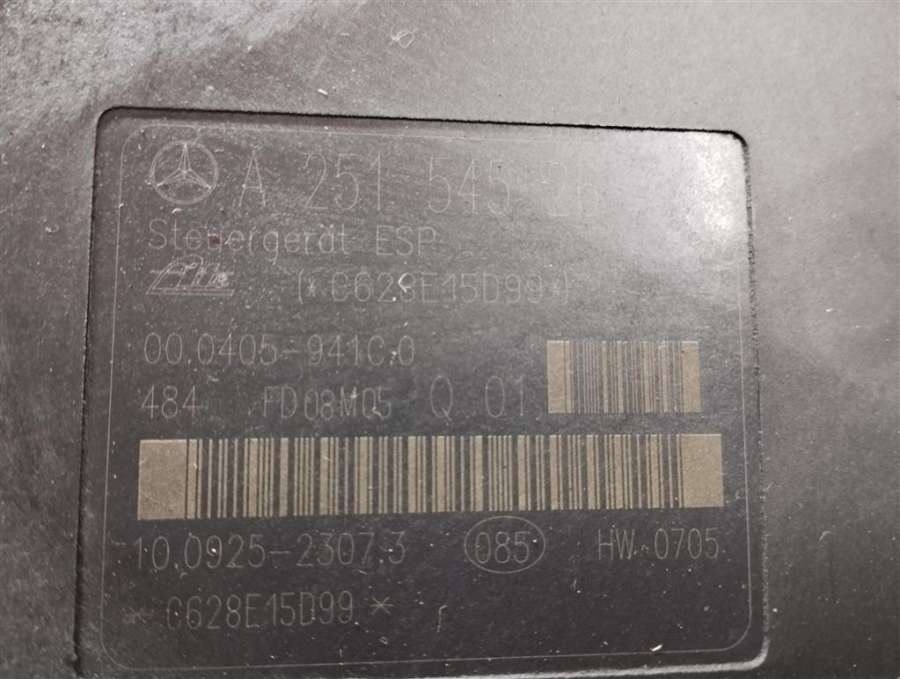 A 251 545
Steuergerät ESP
(*C628E15D99*)
00.0405-941C.0
484 FD08M05 Q 01
10.0925-2307.3 085 HW 0705
*C628E15D99*